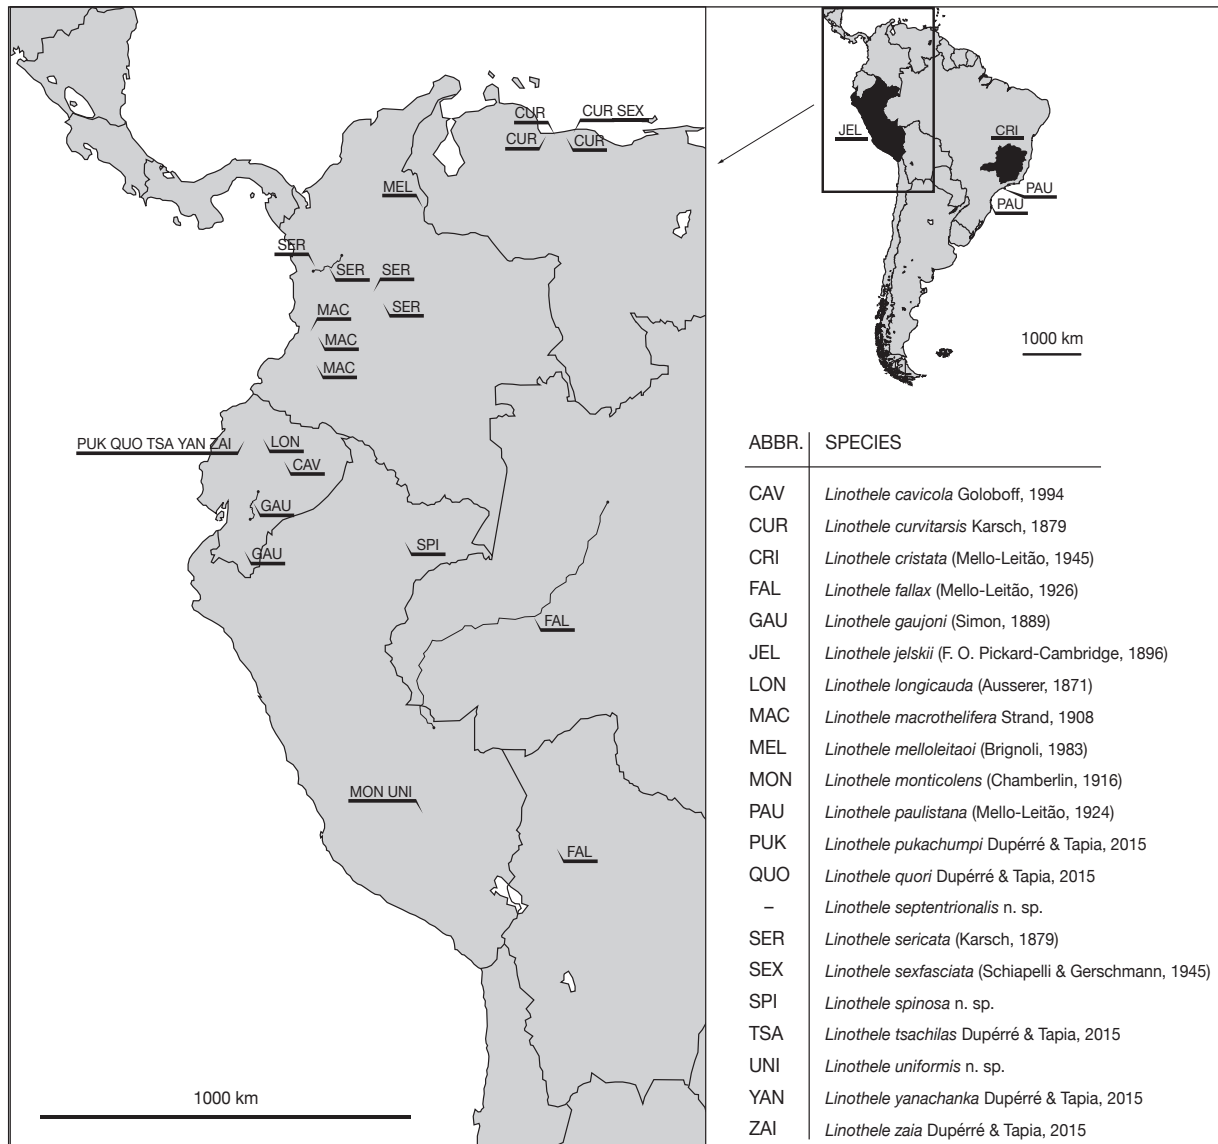 CUR
CUR SEX
CUR
CUR
MEL
SER
SER
SER
SER
MAC
MAC
MAC
PUK QUO TSA YAN ZAI
LON
CAV
GAU
GAU
SPI
FAL
MON UNI
FAL
1000 km
JEL
CRI
PAU
PAU
1000 km
ABBR. SPECIES
CAV Linothele cavicola Goloboff, 1994
CUR Linothele curvitarsis Karsch, 1879
CRI Linothele cristata (Mello-Leitão, 1945)
FAL Linothele fallax (Mello-Leitão, 1926)
GAU Linothele gaujoni (Simon, 1889)
JEL Linothele jelskii (F. O. Pickard-Cambridge, 1896)
LON Linothele longicauda (Ausserer, 1871)
MAC Linothele macrothelifera Strand, 1908
MEL Linothele melloleitaoi (Brignoli, 1983)
MON Linothele monticolens (Chamberlin, 1916)
PAU Linothele paulistana (Mello-Leitão, 1924)
PUK Linothele pukachumpi Dupérré & Tapia, 2015
QUO Linothele quori Dupérré & Tapia, 2015
– Linothele septentrionalis n. sp.
SER Linothele sericata (Karsch, 1879)
SEX Linothele sexfasciata (Schiapelli & Gerschmann, 1945)
SPI Linothele spinosa n. sp.
TSA Linothele tsachilas Dupérré & Tapia, 2015
UNI Linothele uniformis n. sp.
YAN Linothele yanachanka Dupérré & Tapia, 2015
ZAI Linothele zaia Dupérré & Tapia, 2015